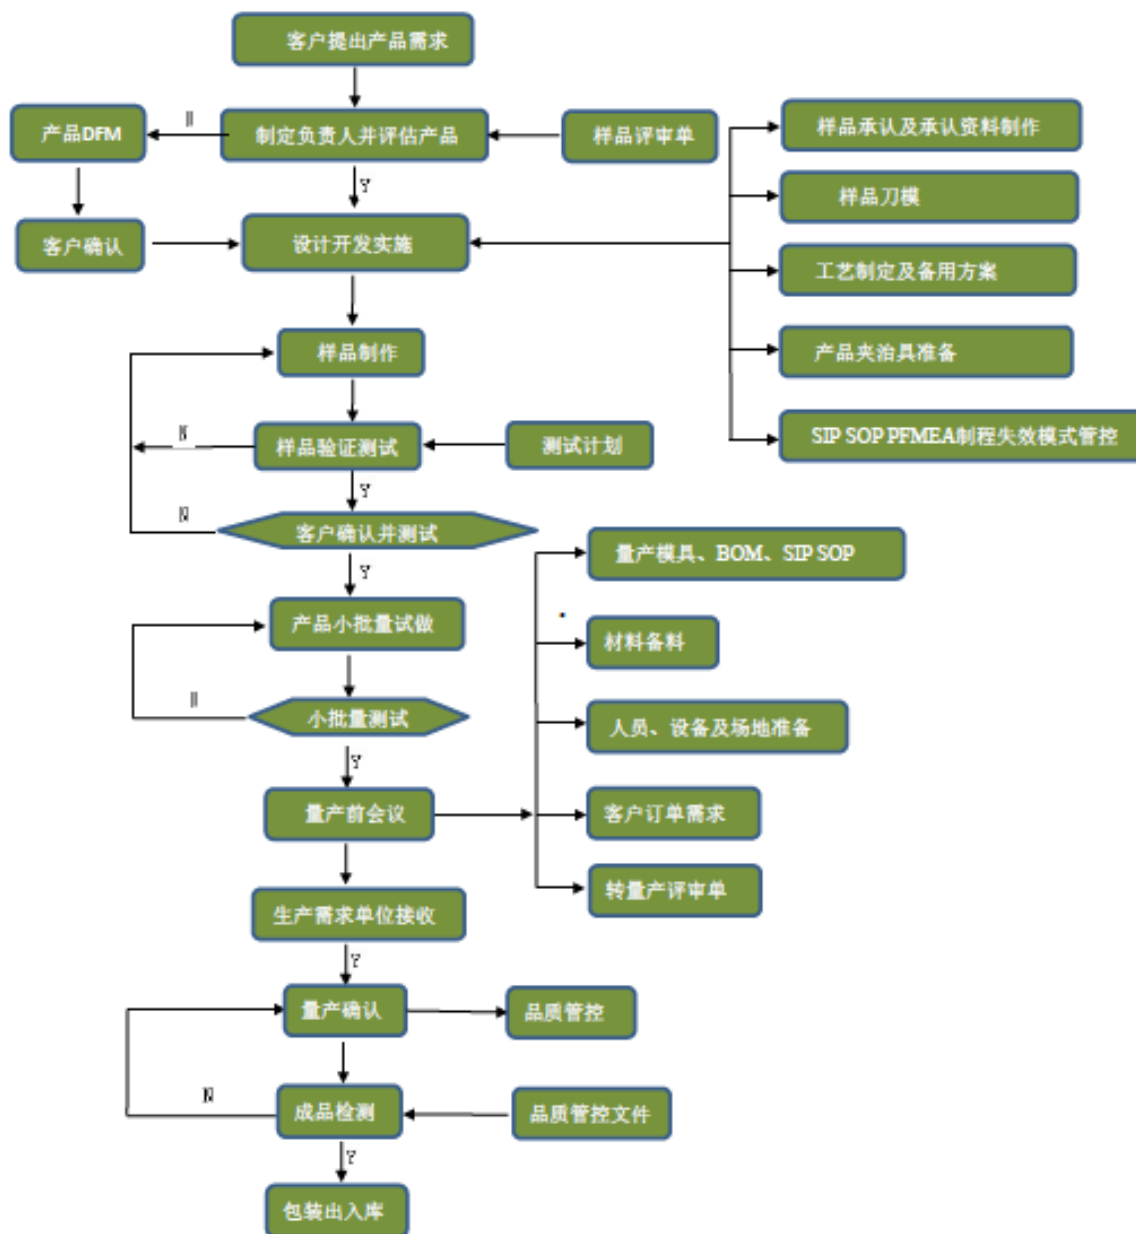 客户提出产品需求
产品DFM
N
制定负责人并评估产品
样品评审单
样品承认及承认资料制作
Y
样品刀模
客户确认
设计开发实施
工艺制定及备用方案
样品制作
产品夹治具准备
N
样品验证测试
测试计划
SIP SOP PFMEA制程失效模式管控
Y
N
客户确认并测试
量产模具、BOM、SIP SOP
Y
产品小批量试做
材料备料
N
小批量测试
人员、设备及场地准备
Y
量产前会议
客户订单需求
转量产评审单
生产需求单位接收
Y
量产确认
品质管控
N
成品检测
品质管控文件
Y
包装出入库